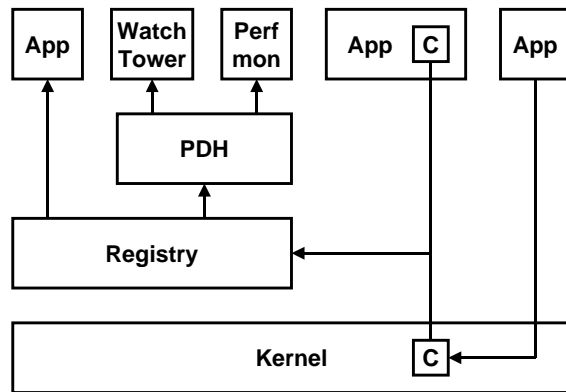 App
Watch
Tower
Perf
mon
App
C
App
PDH
Registry
Kernel
C